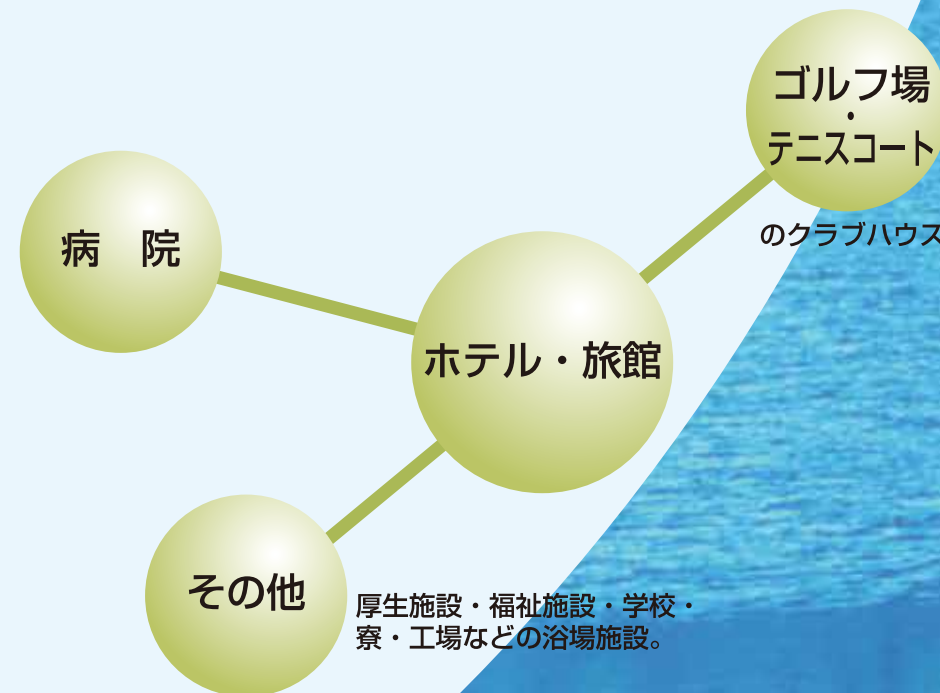 ゴルフ場
・
テニスコート
のクラブハウス
病　院
ホテル・旅館
その他
厚生施設・福祉施設・学校・
寮・工場などの浴場施設。